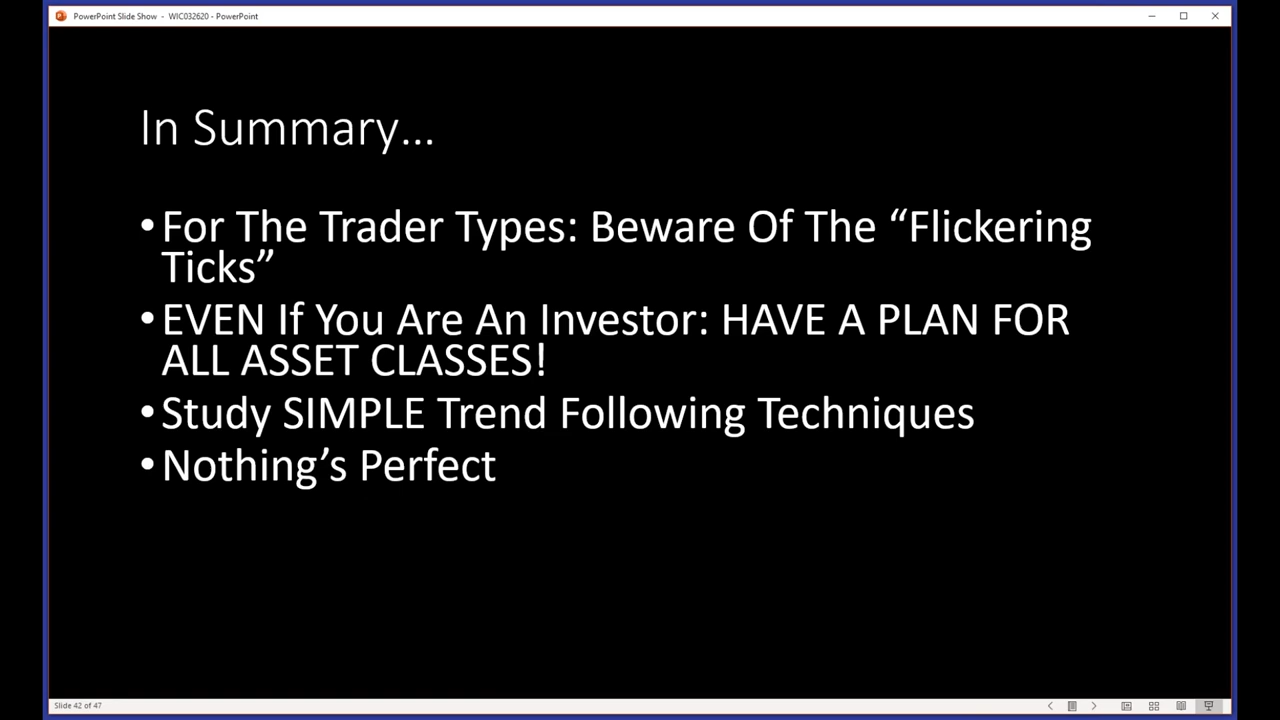 PowerPoint Slide Show - WIC032620 - PowerPoint
In Summary...
•For The Trader Types: Beware Of The “Flickering
Ticks”
•EVEN If You Are An Investor: HAVE A PLAN FOR
ALL ASSET CLASSES!
•Study SIMPLE Trend Following Techniques
•Nothing’s Perfect
Slide 42 of 47